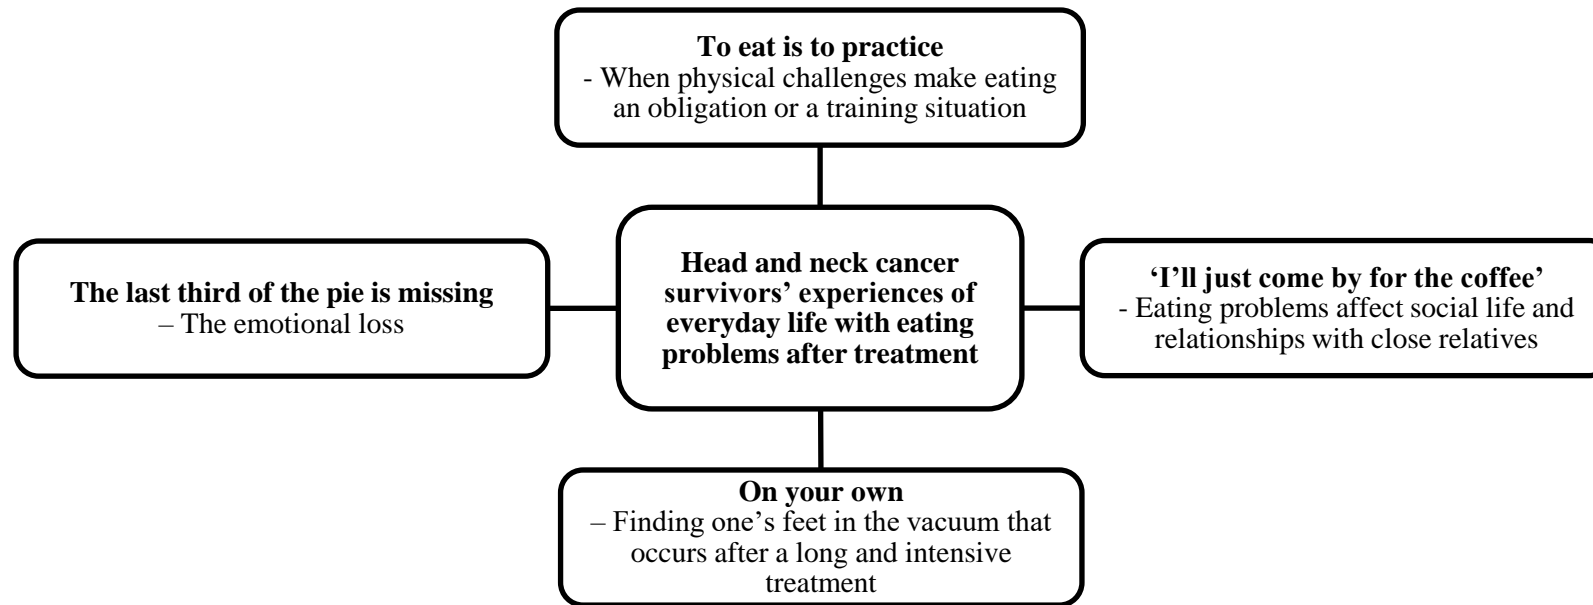 To eat is to practice
- When physical challenges make eating
an obligation or a training situation
The last third of the pie is missing
– The emotional loss
Head and neck cancer
survivors’ experiences of
everyday life with eating
problems after treatment
‘I’ll just come by for the coffee’
- Eating problems affect social life and
relationships with close relatives
On your own
– Finding one’s feet in the vacuum that
occurs after a long and intensive
treatment